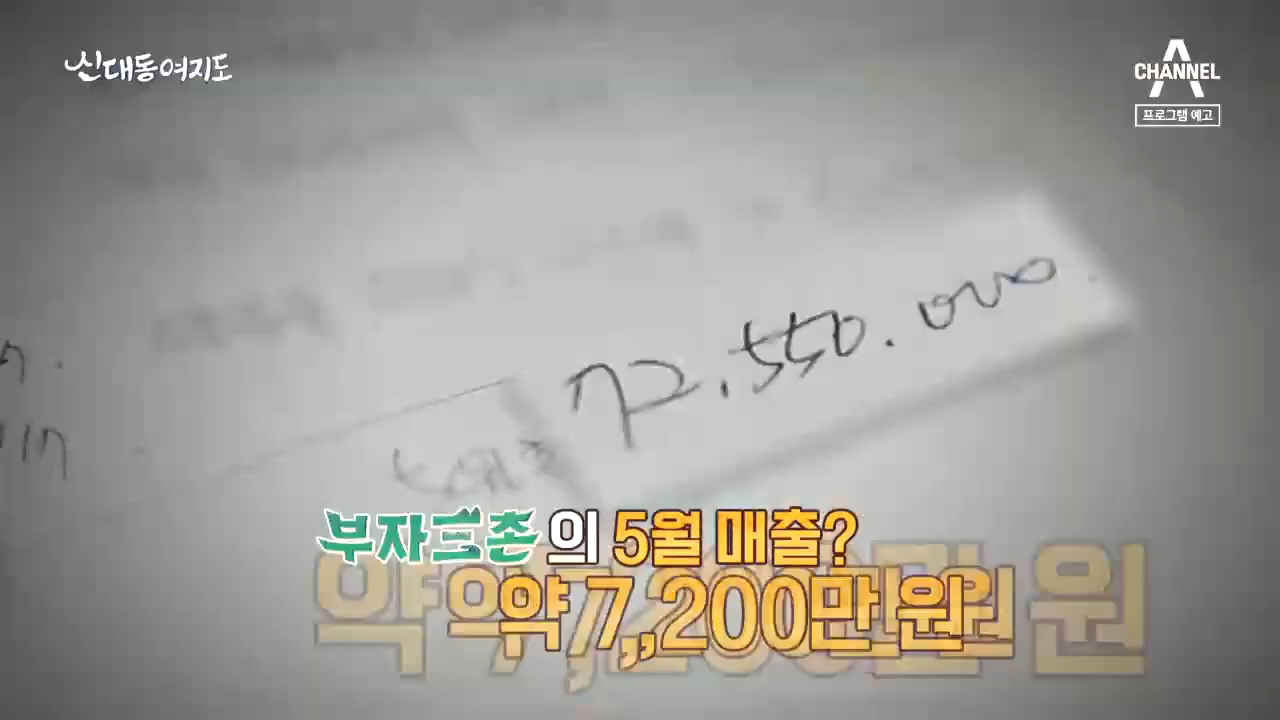 신대동여지도
CHANNEL A
프로그램 예고
72.550.000
부자三촌의 5월 매출?
약 7,200만 원